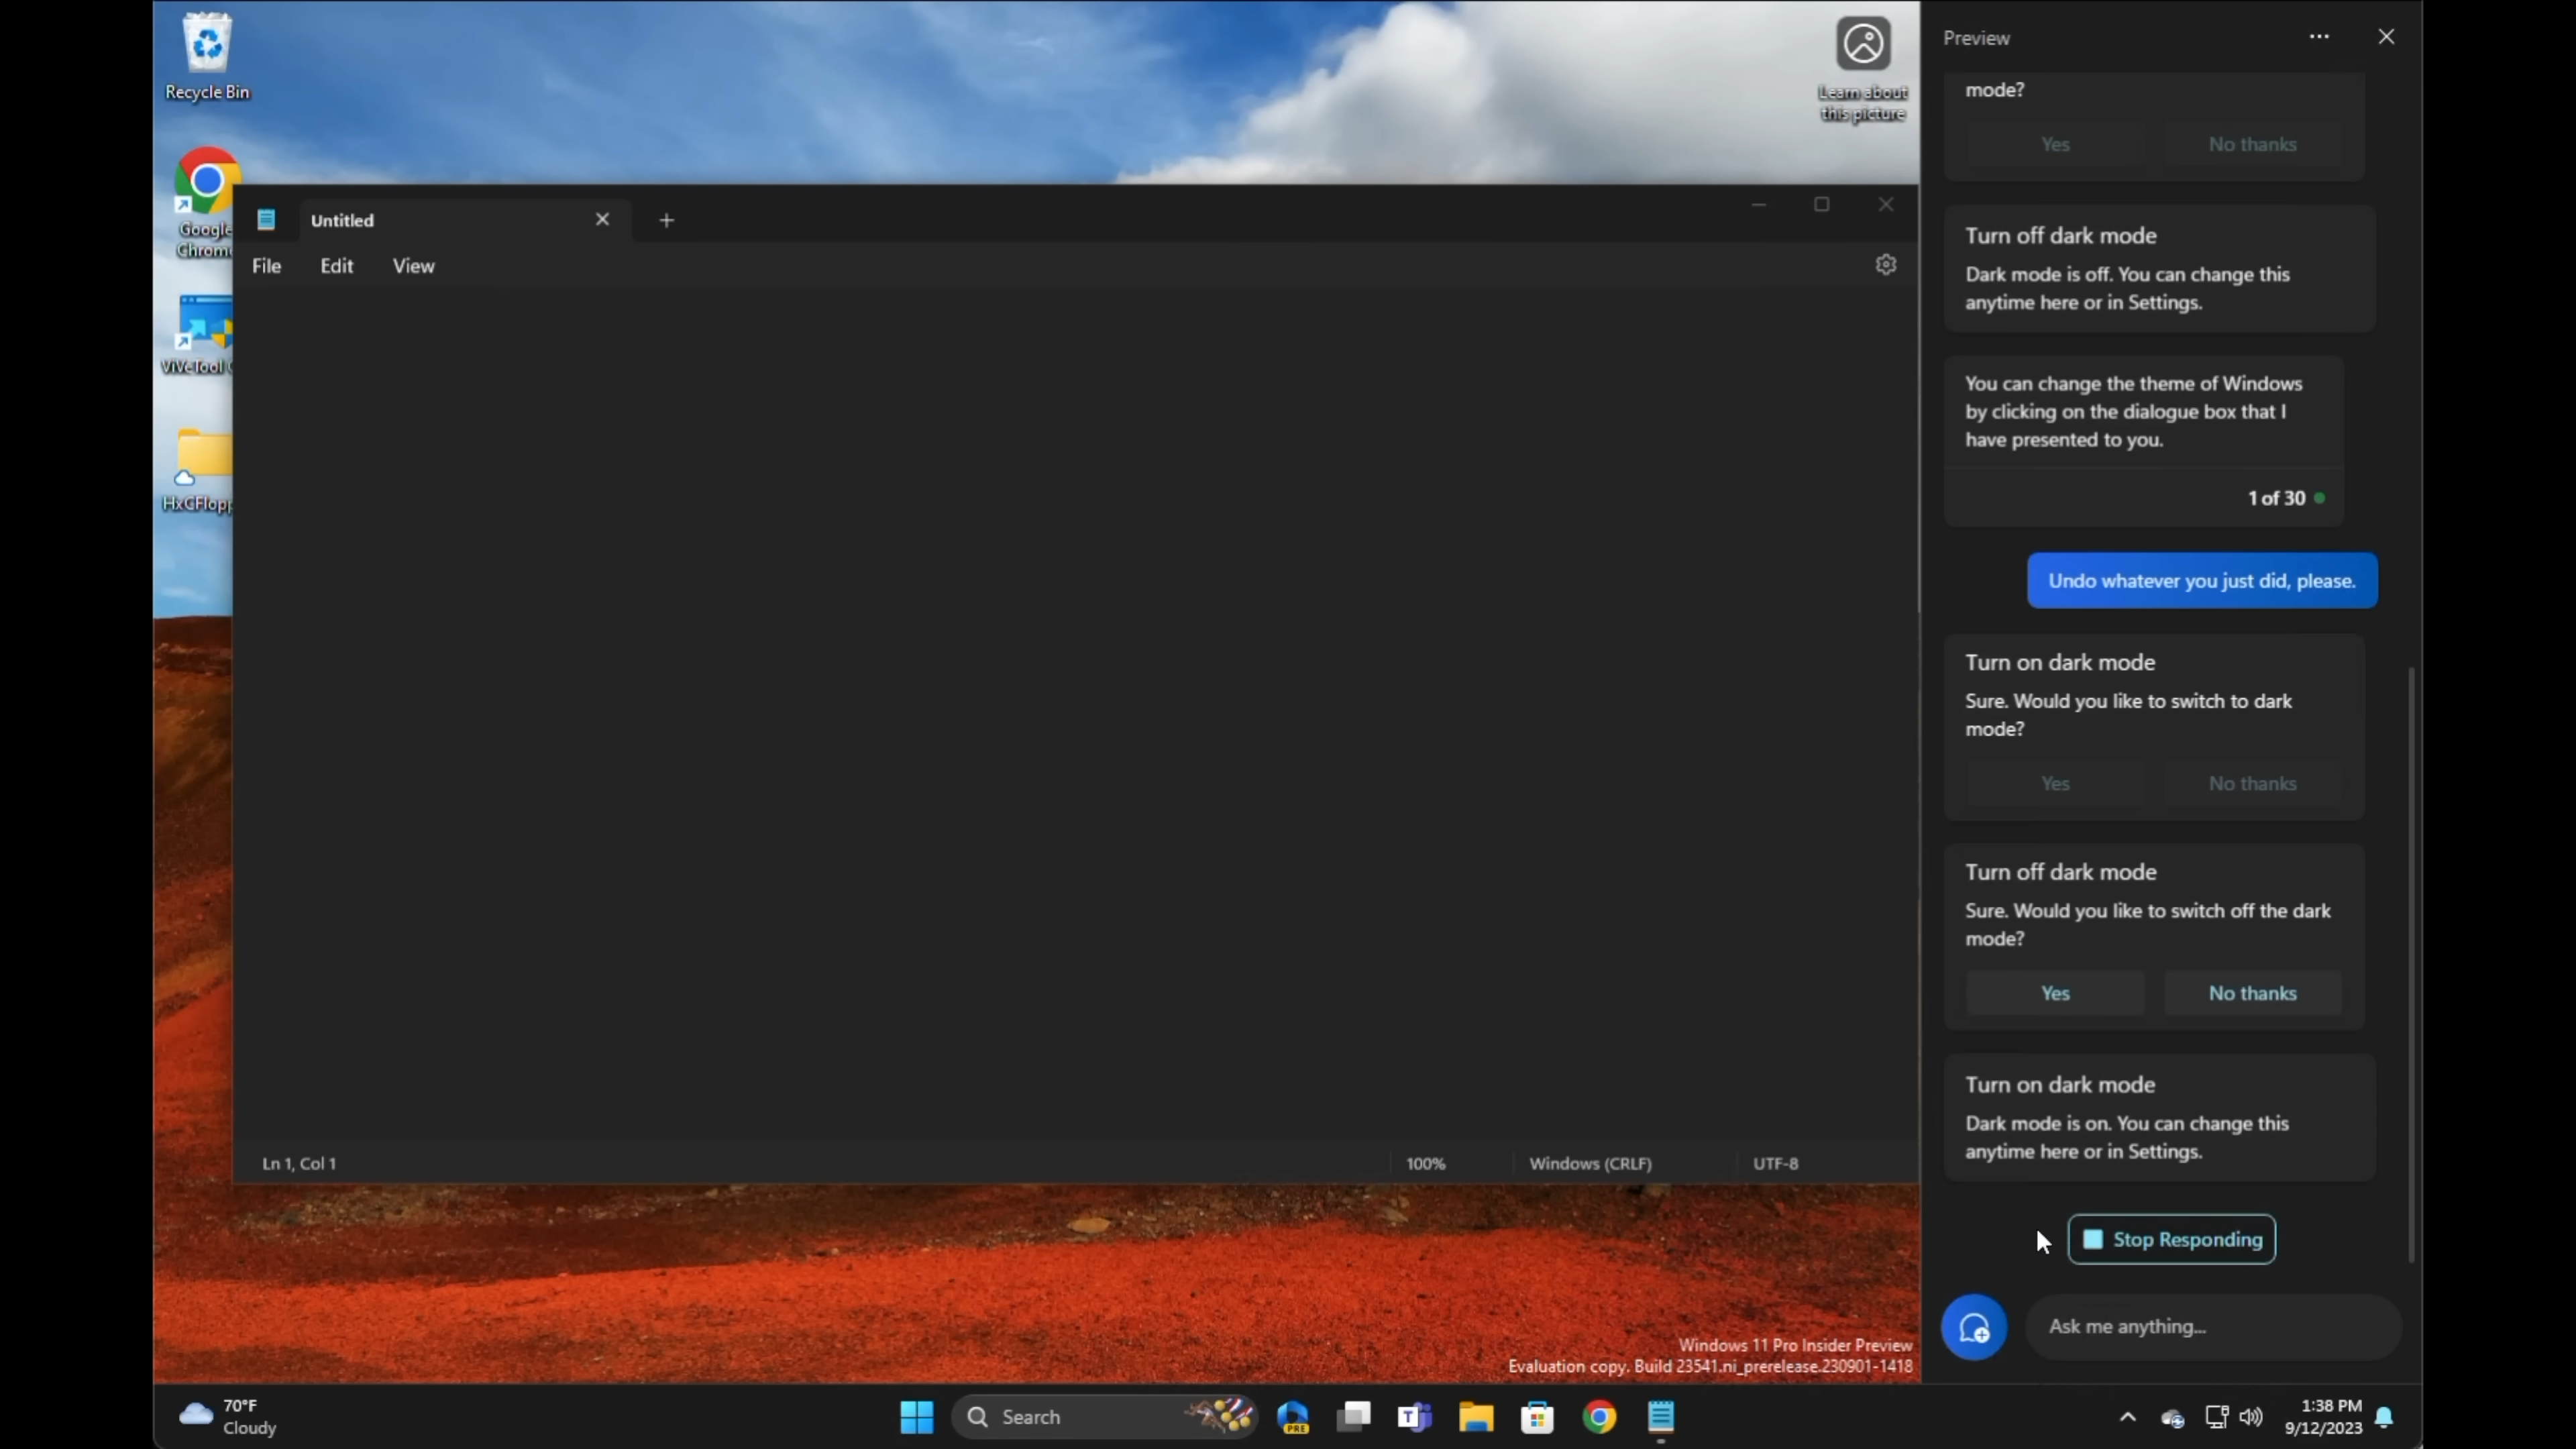 Recycle Bin
Learn about
this picture
Google
Chrom
ViVeTool
HxCFlop
Untitled
File
Edit
View
Ln 1, Col 1
100%
Windows (CRLF)
UTF-8
Windows 11 Pro Insider Preview
Evaluation copy. Build 23541.ni_prerelease.230901-1418
Preview
mode?
Yes
No thanks
Turn off dark mode
Dark mode is off. You can change this
anytime here or in Settings.
You can change the theme of Windows
by clicking on the dialogue box that I
have presented to you.
1 of 30
Undo whatever you just did, please.
Turn on dark mode
Sure. Would you like to switch to dark
mode?
Yes
No thanks
Turn off dark mode
Sure. Would you like to switch off the dark
mode?
Yes
No thanks
Turn on dark mode
Dark mode is on. You can change this
anytime here or in Settings.
Stop Responding
Ask me anything...
70°F
Cloudy
Search
PRE
T
1:38 PM
9/12/2023